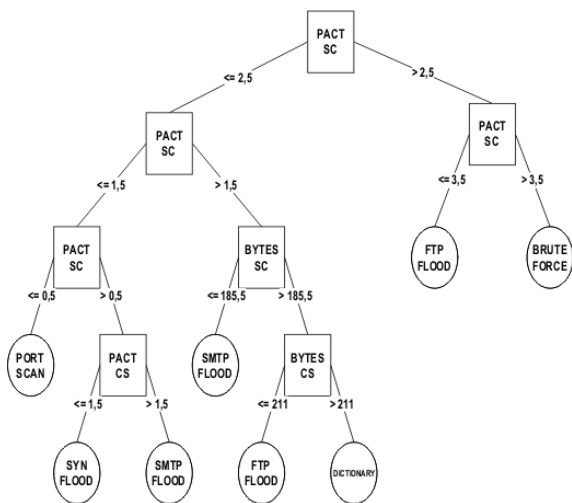 PACT
SC
<= 2,5
> 2,5
PACT
SC
PACT
SC
<= 1,5
> 1,5
<= 3,5
> 3,5
PACT
SC
BYTES
SC
FTP
FLOOD
BRUTE
FORCE
<= 0,5
> 0,5
<=185,5
> 185,5
PORT
SCAN
PACT
CS
SMTP
FLOOD
BYTES
CS
<= 1,5
> 1,5
<= 211
>211
SYN
FLOOD
SMTP
FLOOD
FTP
FLOOD
DICTIONARY